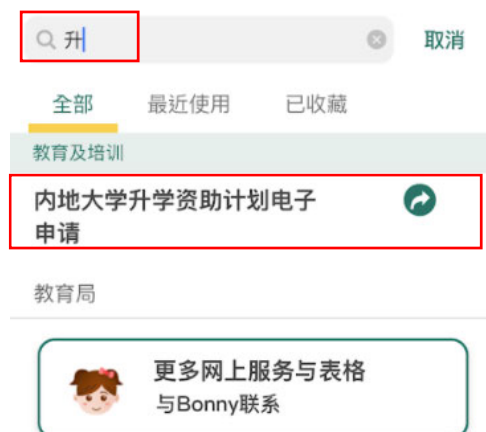 升
取消
全部 最近使用 已收藏
教育及培训
内地大学升学资助计划电子
申请
教育局
更多网上服务与表格
与Bonny联系